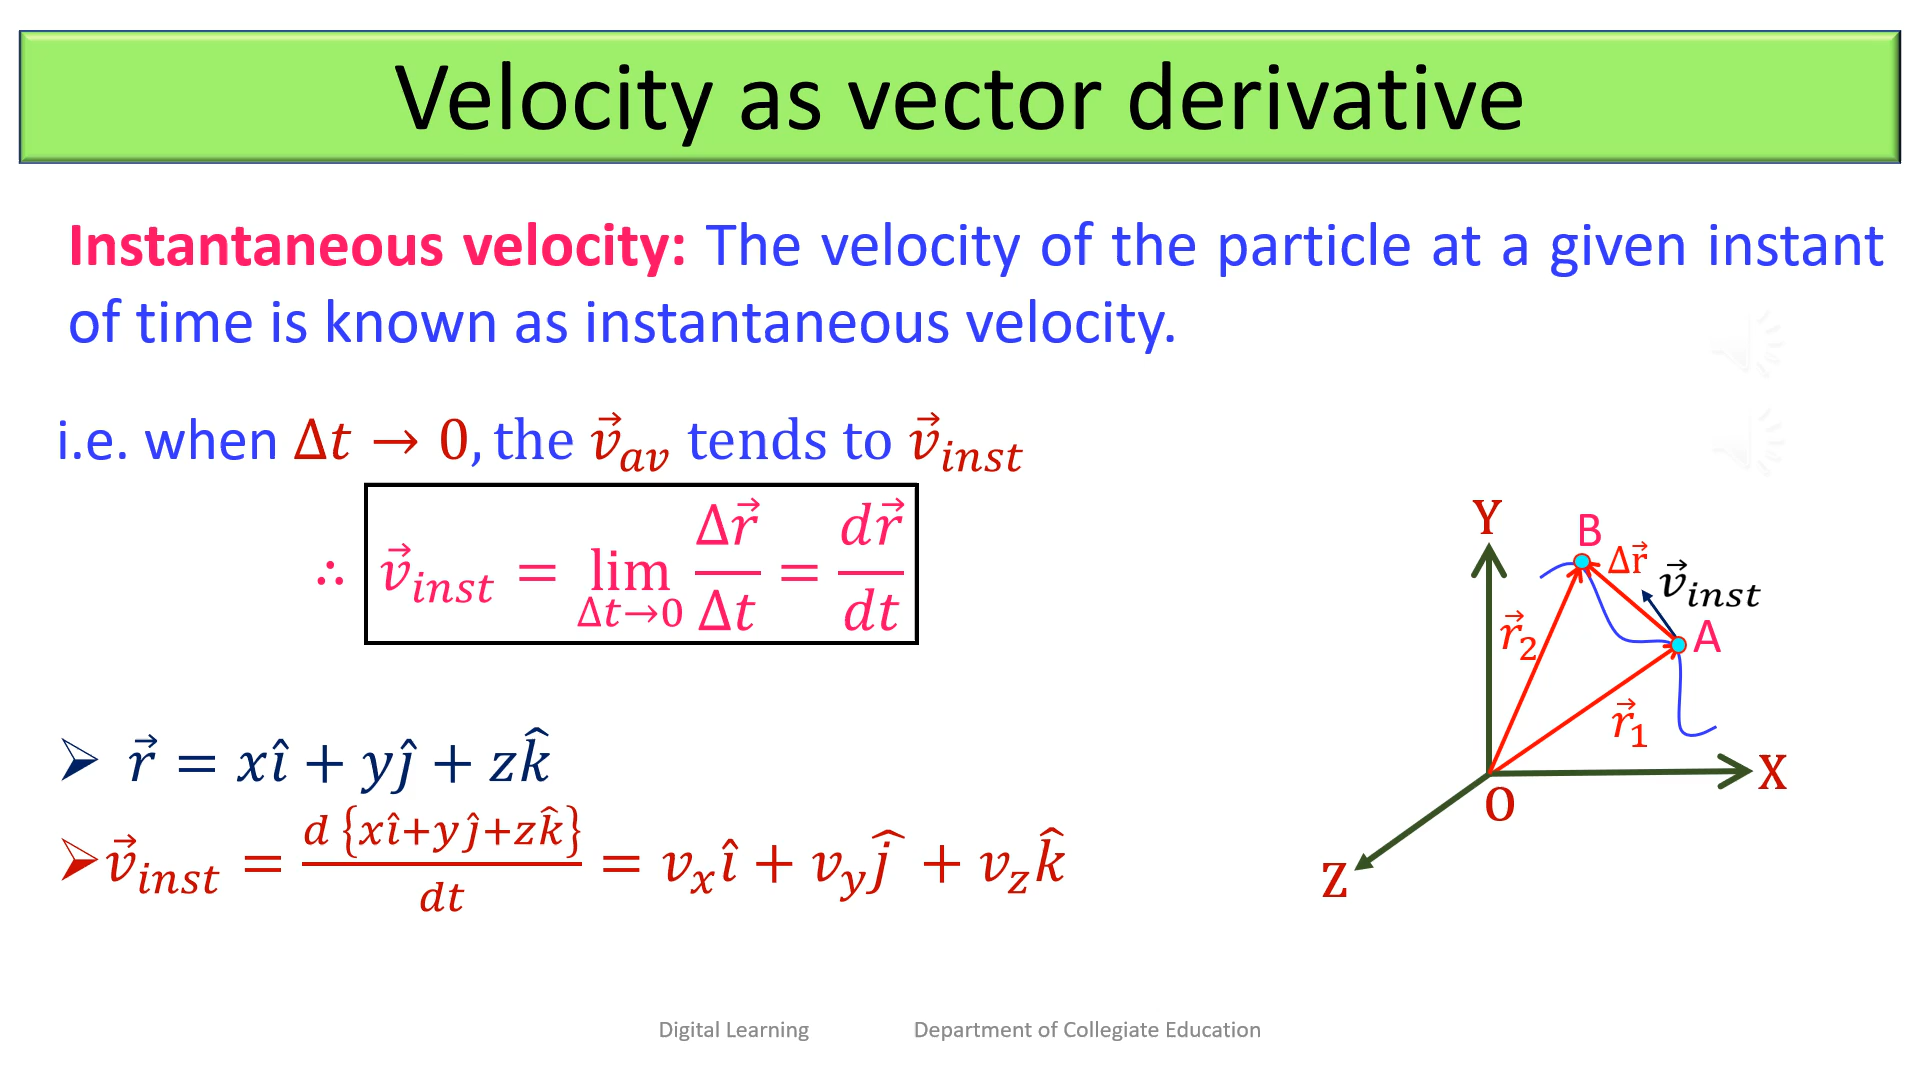 Velocity as vector derivative
Instantaneous velocity: The velocity of the particle at a given instant
of time is known as instantaneous velocity.
i.e. when Δt → 0, the v⃗_av tends to v⃗_inst
∴ v⃗_inst = lim_{Δt→0} Δr⃗/Δt = dr⃗/dt
➢ r⃗ = xî + yĵ + zk̂
➢ v⃗_inst = d {xî+yĵ+zk̂}/dt = v_x î + v_y ĵ + v_z k̂
Y
B
Δr⃗
v⃗_inst
r⃗_2
A
r⃗_1
X
O
Z
Digital Learning Department of Collegiate Education